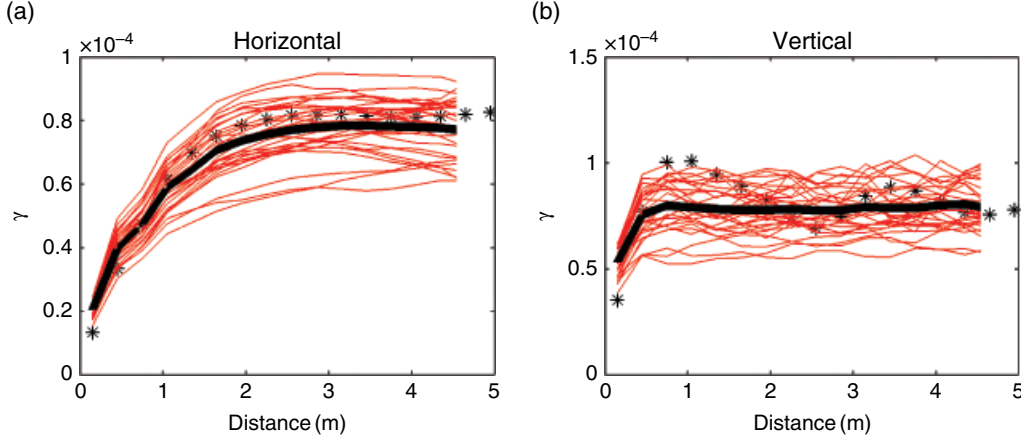 (a)
×10⁻⁴
Horizontal
1
0.8
0.6
γ
0.4
0.2
0
0 1 2 3 4 5
Distance (m)
(b)
×10⁻⁴
Vertical
1.5
1
γ
0.5
0
0 1 2 3 4 5
Distance (m)